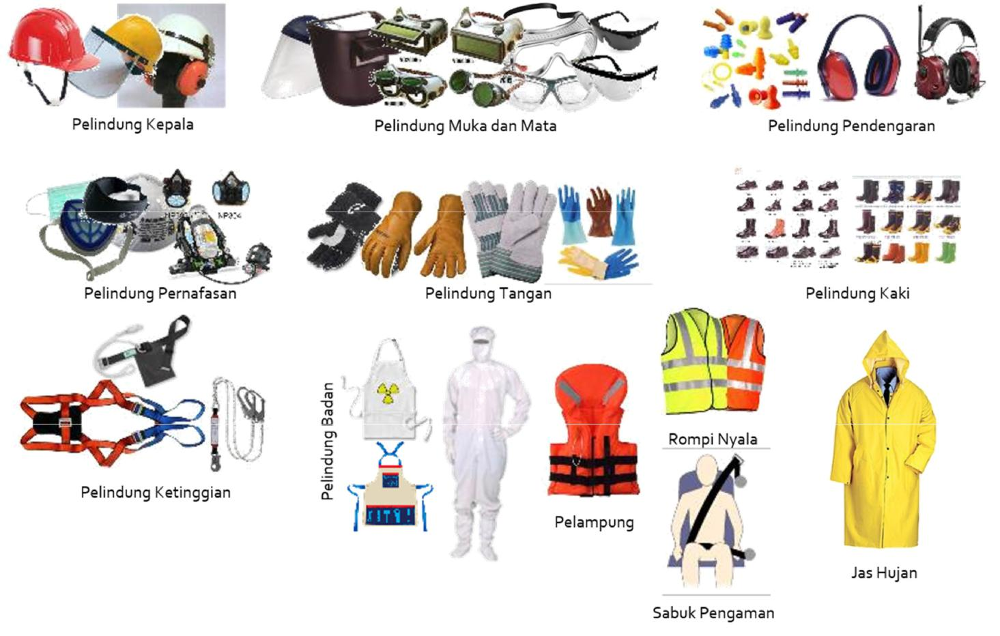 Pelindung Kepala
Pelindung Muka dan Mata
Pelindung Pendengaran
NP304
Pelindung Pernafasan
Pelindung Tangan
Pelindung Kaki
Pelindung Ketinggian
Pelindung Badan
Pelampung
Rompi Nyala
Sabuk Pengaman
Jas Hujan